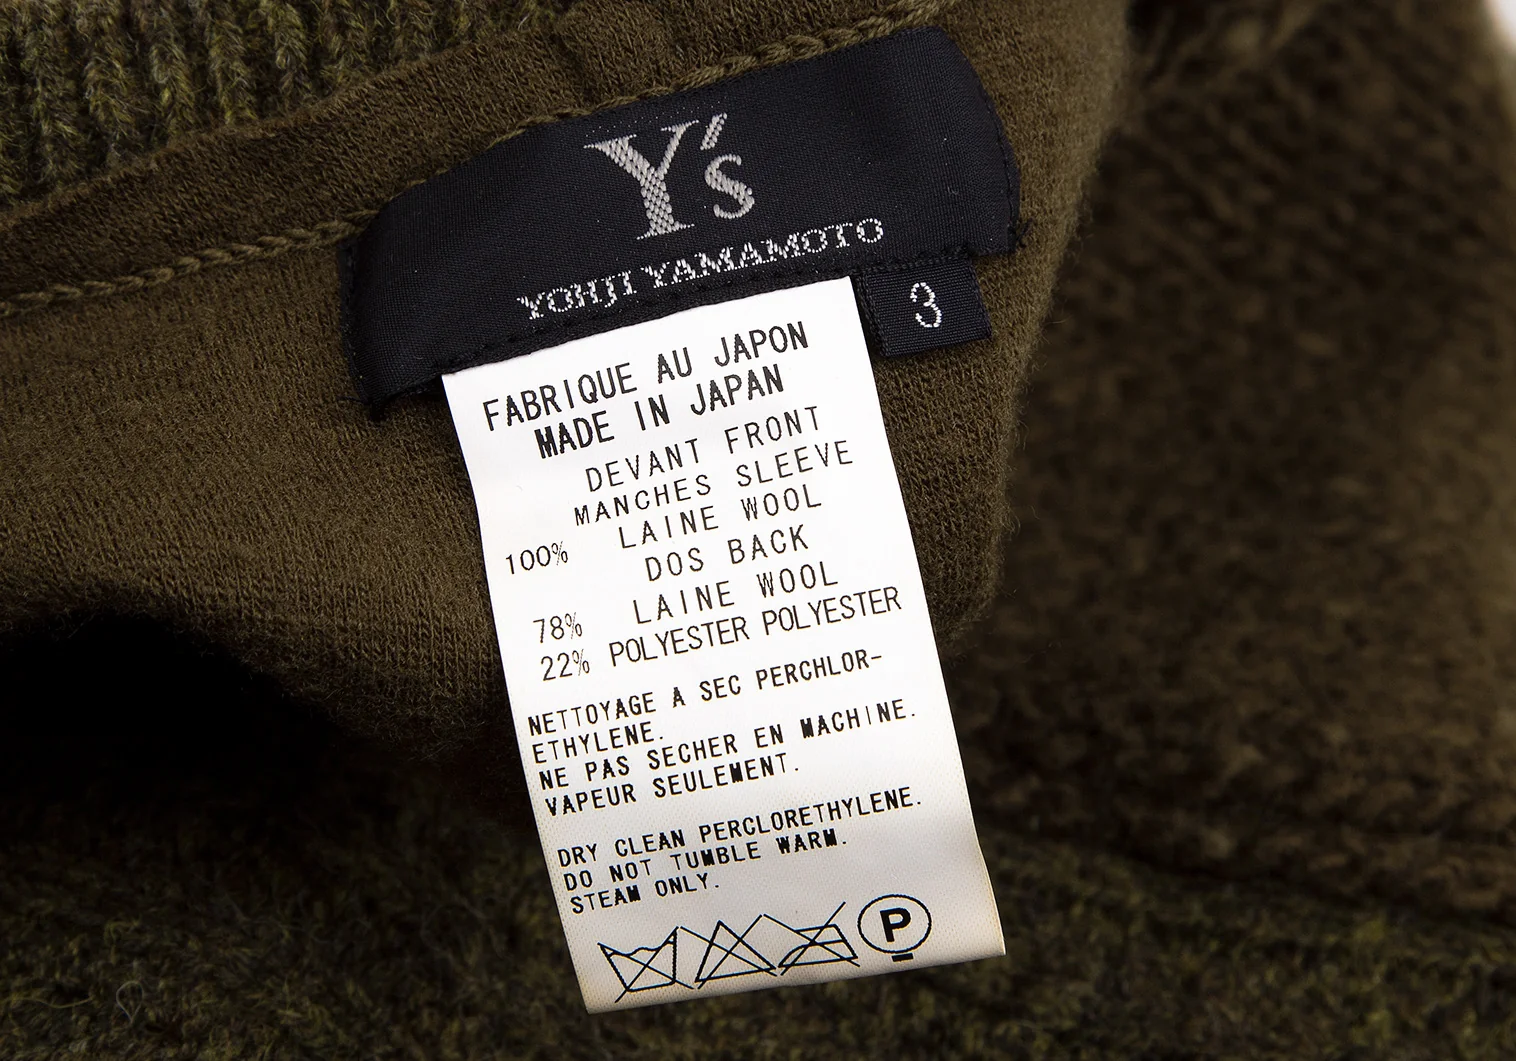 Y's
YOHJI YAMAMOTO
3
FABRIQUE AU JAPON
MADE IN JAPAN
DEVANT FRONT
MANCHES SLEEVE
100% LAINE WOOL
DOS BACK
78% LAINE WOOL
22% POLYESTER POLYESTER
NETTOYAGE A SEC PERCHLOR-
ETHYLENE.
NE PAS SECHER EN MACHINE.
VAPEUR SEULEMENT.
DRY CLEAN PERCLORETHYLENE.
DO NOT TUMBLE WARM.
STEAM ONLY.
P